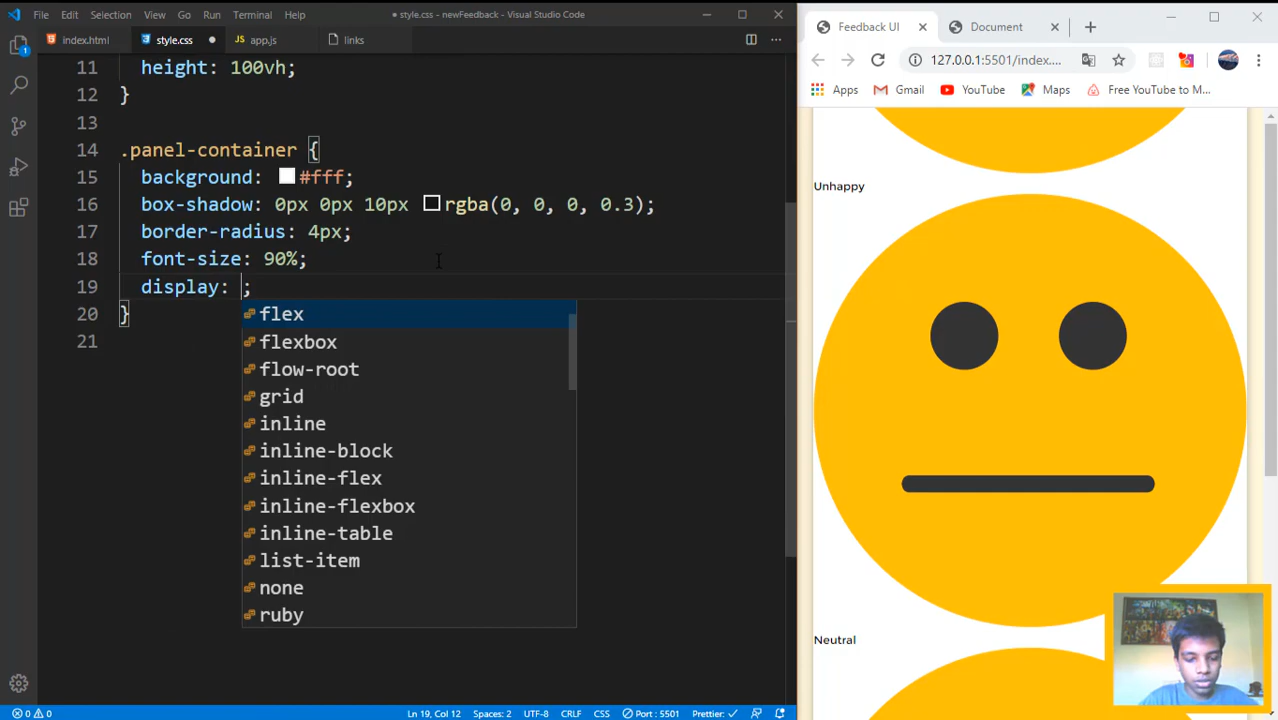 File Edit Selection View Go Run Terminal Help
● style.css - newFeedback - Visual Studio Code
index.html style.css ● app.js links
11 height: 100vh;
12 }
13
14 .panel-container {
15 background: #fff;
16 box-shadow: 0px 0px 10px rgba(0, 0, 0, 0.3);
17 border-radius: 4px;
18 font-size: 90%;
19 display: ;
20 }
21
flex
flexbox
flow-root
grid
inline
inline-block
inline-flex
inline-flexbox
inline-table
list-item
none
ruby
1
0 0
Ln 19, Col 12 Spaces: 2 UTF-8 CRLF CSS Port : 5501 Prettier: ✓
Feedback UI Document
127.0.0.1:5501/index....
Apps Gmail YouTube Maps Free YouTube to M...
Unhappy
Neutral